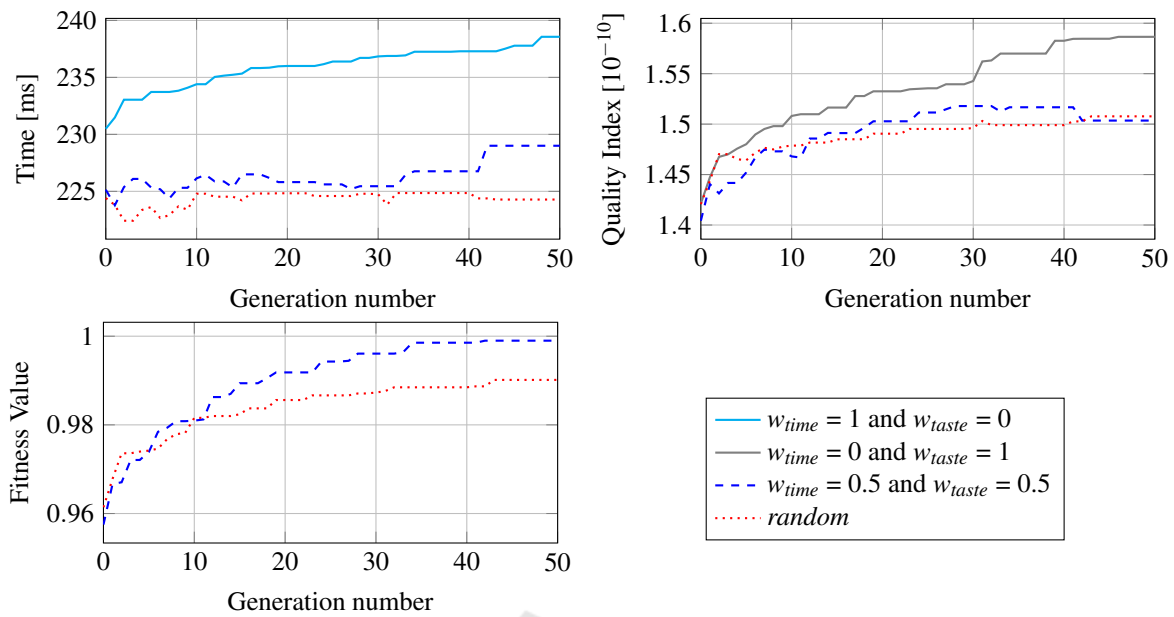 240
235
230
225
Time [ms]
0 10 20 30 40 50
Generation number
1.6
1.55
1.5
1.45
1.4
Quality Index [10⁻¹⁰]
0 10 20 30 40 50
Generation number
1
0.98
0.96
Fitness Value
0 10 20 30 40 50
Generation number
w_time = 1 and w_taste = 0
w_time = 0 and w_taste = 1
w_time = 0.5 and w_taste = 0.5
random